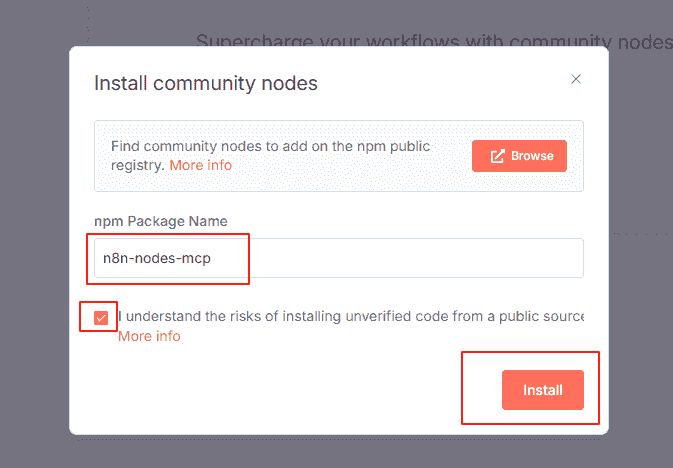 Supercharge your workflows with community nodes
Install community nodes
Find community nodes to add on the npm public
registry. More info
Browse
npm Package Name
n8n-nodes-mcp
I understand the risks of installing unverified code from a public source
More info
Install